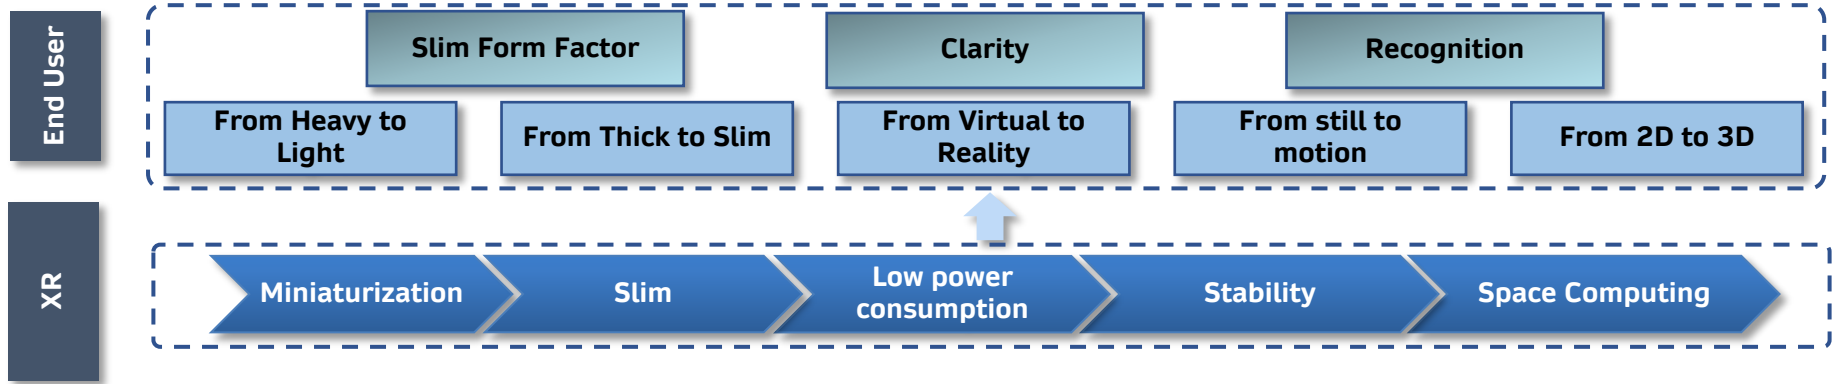 End User
Slim Form Factor
Clarity
Recognition
From Heavy to
Light
From Thick to Slim
From Virtual to
Reality
From still to
motion
From 2D to 3D
XR
Miniaturization
Slim
Low power
consumption
Stability
Space Computing